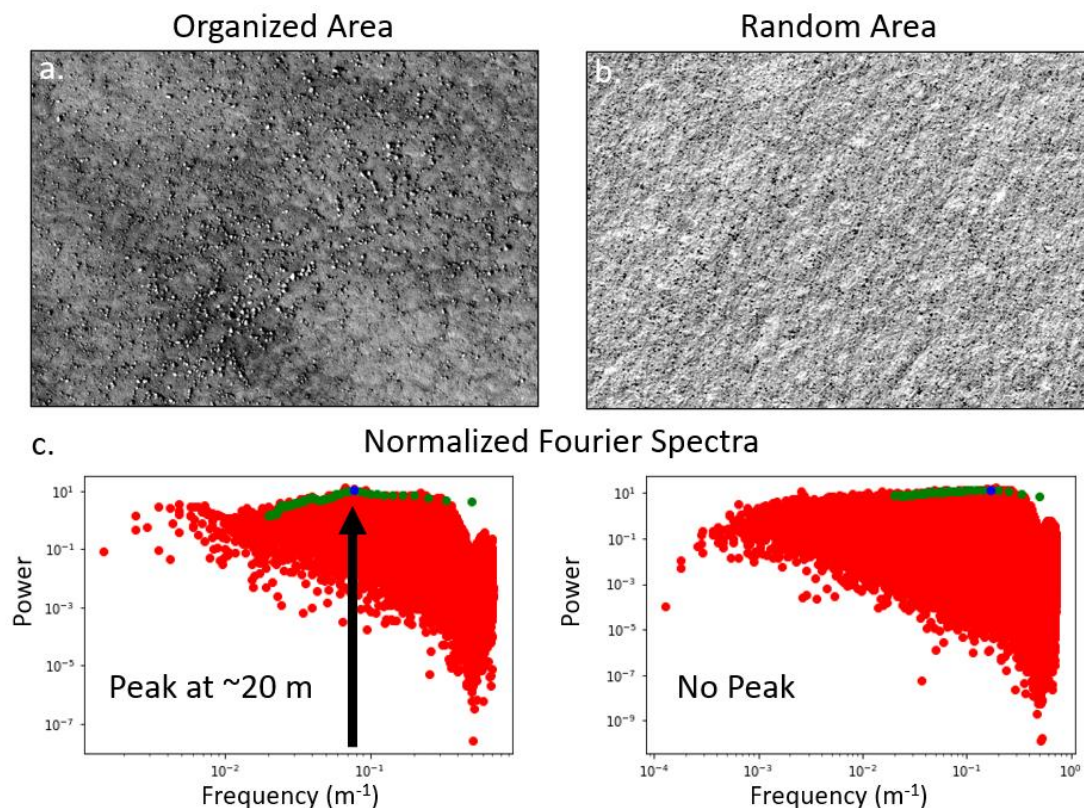 Organized Area
Random Area
a.
b.
c.
Normalized Fourier Spectra
Power
10¹
10⁻¹
10⁻³
10⁻⁵
10⁻⁷
Peak at ~20 m
10⁻²
10⁻¹
Frequency (m⁻¹)
Power
10¹
10⁻¹
10⁻³
10⁻⁵
10⁻⁷
10⁻⁹
No Peak
10⁻⁴
10⁻³
10⁻²
10⁻¹
10⁰
Frequency (m⁻¹)